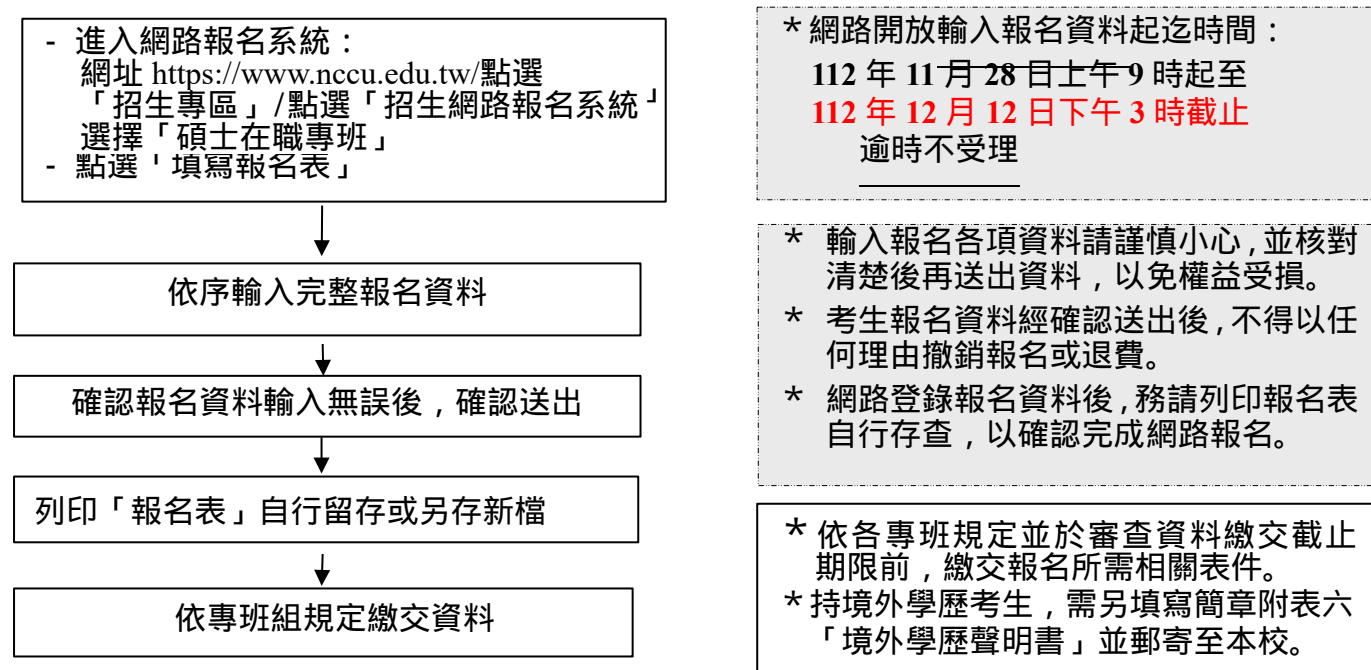 - 進入網路報名系統：
網址 https://www.nccu.edu.tw/點選
「招生專區」/點選「招生網路報名系統」
選擇「碩士在職專班」
- 點選「填寫報名表」
依序輸入完整報名資料
確認報名資料輸入無誤後，確認送出
列印「報名表」自行留存或另存新檔
依專班組規定繳交資料
＊網路開放輸入報名資料起迄時間：
112 年 11 月 28 日上午 9 時起至
112 年 12 月 12 日下午 3 時截止
逾時不受理
＊ 輸入報名各項資料請謹慎小心，並核對
清楚後再送出資料，以免權益受損。
＊ 考生報名資料經確認送出後，不得以任
何理由撤銷報名或退費。
＊ 網路登錄報名資料後，務請列印報名表
自行存查，以確認完成網路報名。
＊依各專班規定並於審查資料繳交截止
期限前，繳交報名所需相關表件。
＊持境外學歷考生，需另填寫簡章附表六
「境外學歷聲明書」並郵寄至本校。